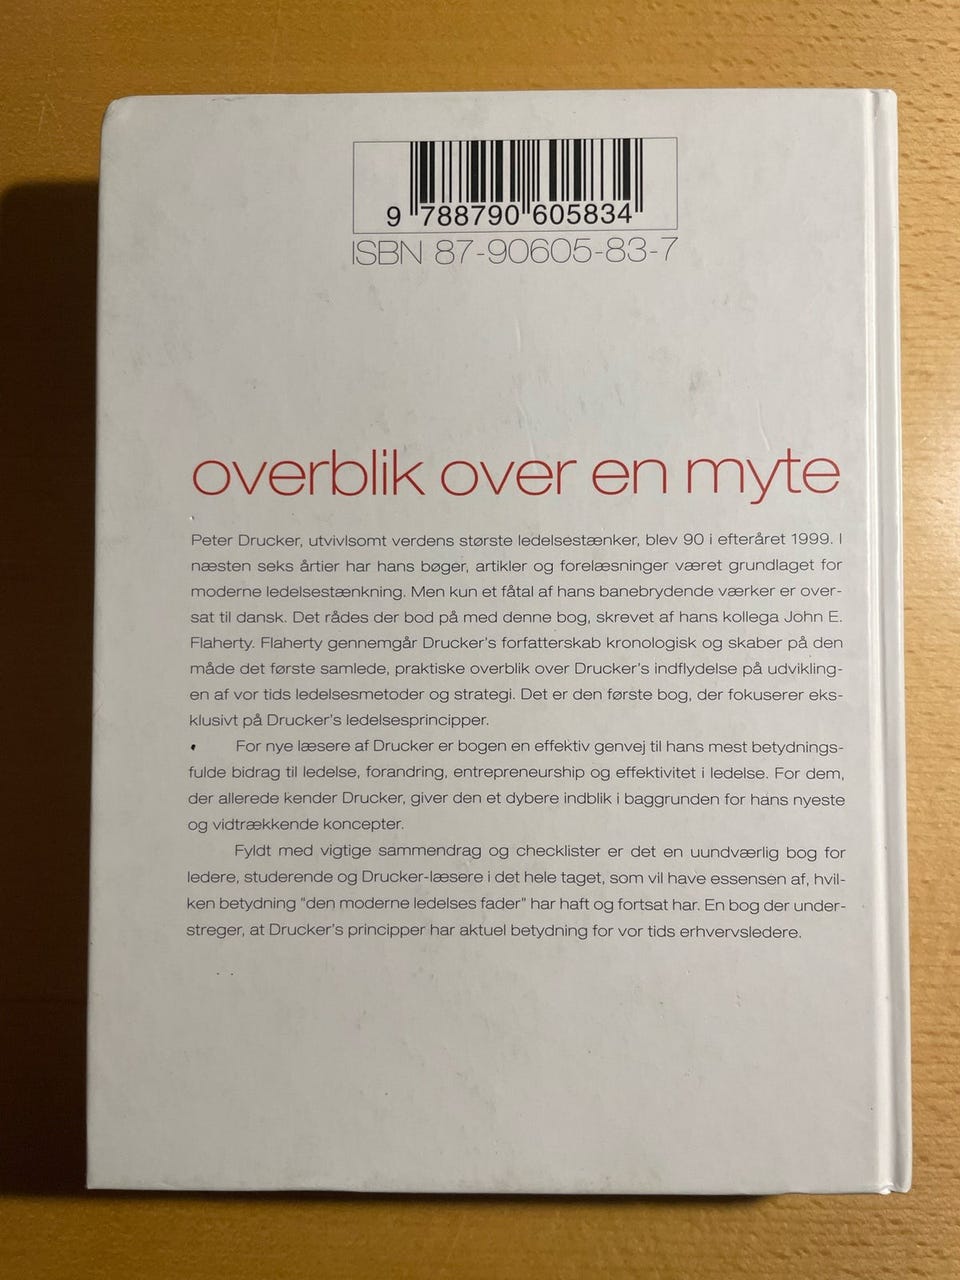 9 788790 605834
ISBN 87-90605-83-7
overblik over en myte
Peter Drucker, utvivlsomt verdens største ledelsestænker, blev 90 i efteråret 1999. I
næsten seks årtier har hans bøger, artikler og forelæsninger været grundlaget for
moderne ledelsestænkning. Men kun et fåtal af hans banebrydende værker er over-
sat til dansk. Det rådes der bod på med denne bog, skrevet af hans kollega John E.
Flaherty. Flaherty gennemgår Drucker's forfatterskab kronologisk og skaber på den
måde det første samlede, praktiske overblik over Drucker's indflydelse på udvikling-
en af vor tids ledelsesmetoder og strategi. Det er den første bog, der fokuserer eks-
klusivt på Drucker's ledelsesprincipper.
For nye læsere af Drucker er bogen en effektiv genvej til hans mest betydnings-
fulde bidrag til ledelse, forandring, entrepreneurship og effektivitet i ledelse. For dem,
der allerede kender Drucker, giver den et dybere indblik i baggrunden for hans nyeste
og vidtrækkende koncepter.
Fyldt med vigtige sammendrag og checklister er det en uundværlig bog for
ledere, studerende og Drucker-læsere i det hele taget, som vil have essensen af, hvil-
ken betydning "den moderne ledelses fader" har haft og fortsat har. En bog der under-
streger, at Drucker's principper har aktuel betydning for vor tids erhvervsledere.